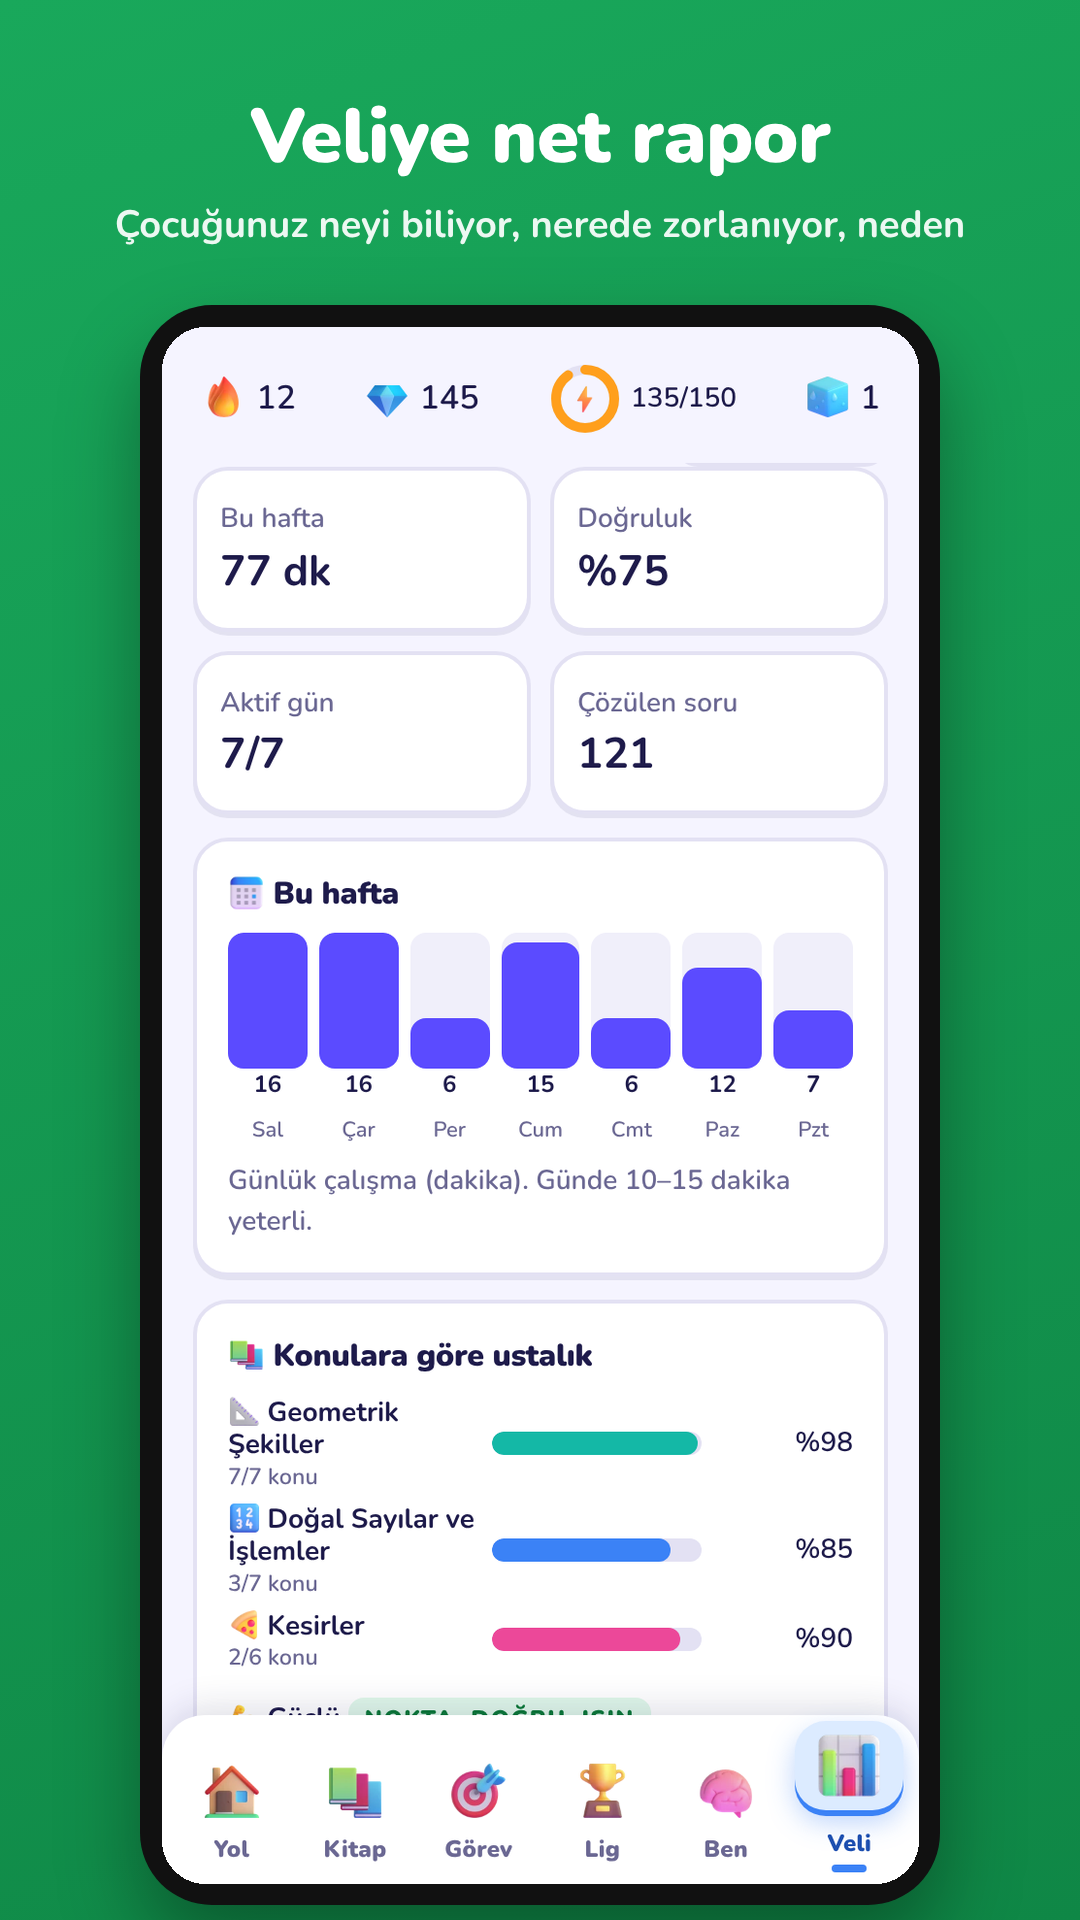 Veliye net rapor
Çocuğunuz neyi biliyor, nerede zorlanıyor, neden
12
145
135/150
1
Bu hafta
77 dk
Doğruluk
%75
Aktif gün
7/7
Çözülen soru
121
Bu hafta
16 16 6 15 6 12 7
Sal Çar Per Cum Cmt Paz Pzt
Günlük çalışma (dakika). Günde 10–15 dakika
yeterli.
Konulara göre ustalık
Geometrik
Şekiller
7/7 konu
%98
Doğal Sayılar ve
İşlemler
3/7 konu
%85
Kesirler
2/6 konu
%90
Güçlü NOKTA, DOĞRU, IŞIN
Yol Kitap Görev Lig Ben Veli